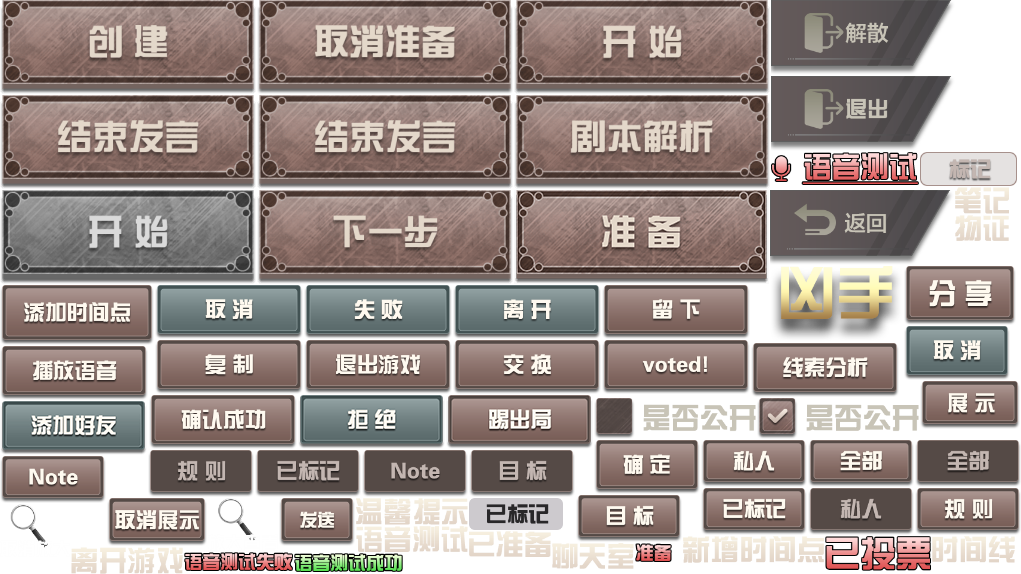 创建
取消准备
开始
解散
结束发言
结束发言
剧本解析
退出
语音测试
标记
开始
下一步
准备
返回
笔记
物证
添加时间点
取消
失败
离开
留下
凶手
分享
播放语音
复制
退出游戏
交换
voted!
线索分析
取消
添加好友
确认成功
拒绝
踢出局
是否公开
是否公开
展示
Note
规则
已标记
Note
目标
确定
私人
全部
全部
取消展示
发送
温馨提示
已标记
目标
已标记
私人
规则
语音测试
已准备
离开游戏
语音测试失败
语音测试成功
聊天室
准备
新增时间点
已投票
时间线